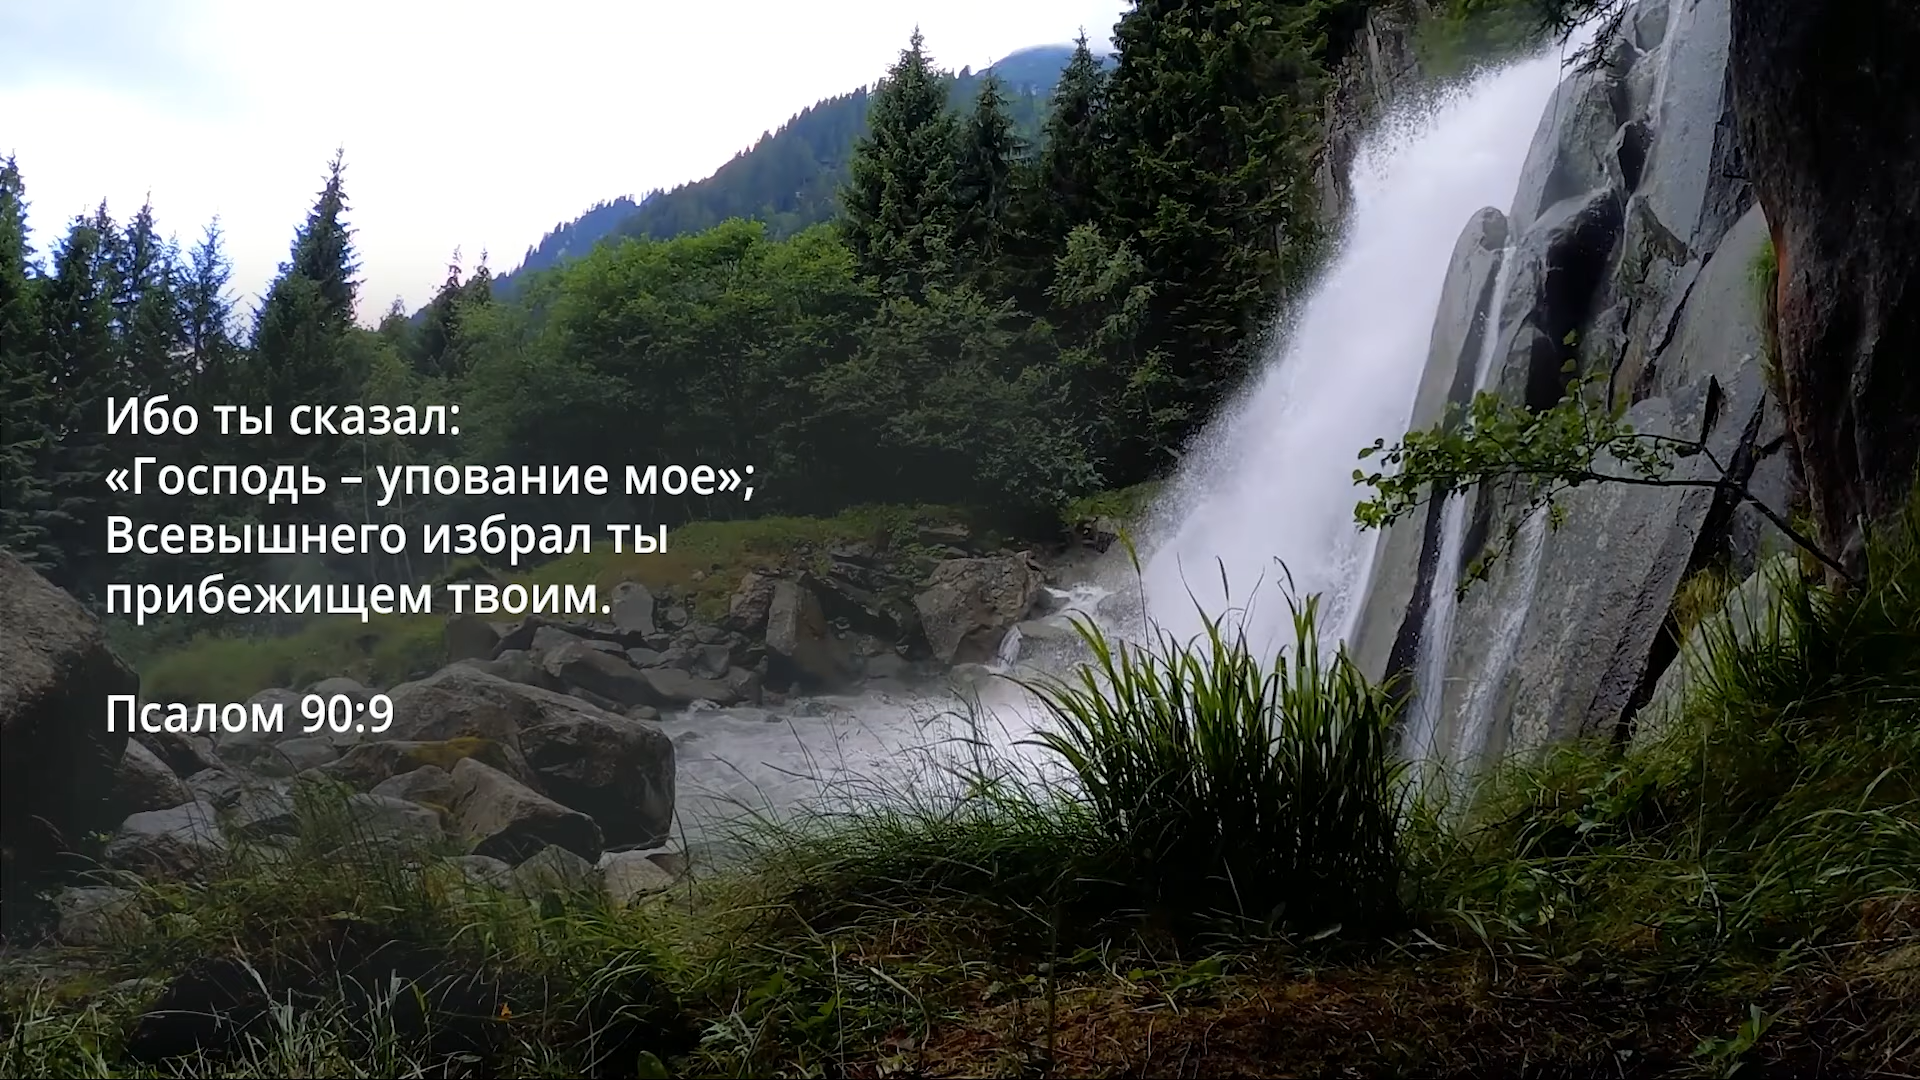 Ибо ты сказал:
«Господь – упование мое»;
Всевышнего избрал ты
прибежищем твоим.
Псалом 90:9